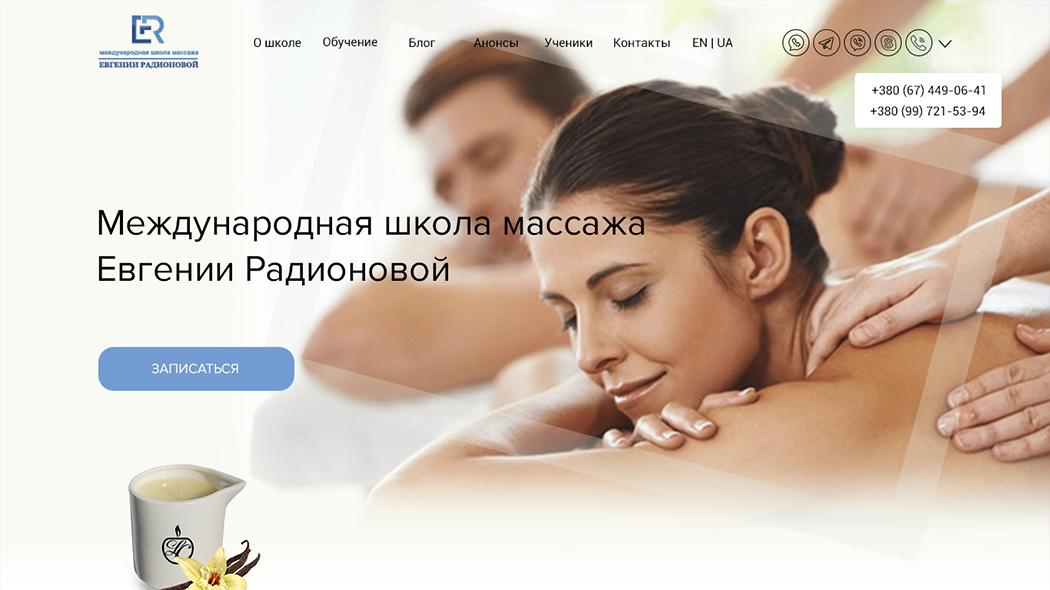 ER
международная школа массажа
ЕВГЕНИИ РАДИОНОВОЙ
О школе Обучение Блог Анонсы Ученики Контакты EN | UA
+380 (67) 449-06-41
+380 (99) 721-53-94
Международная школа массажа
Евгении Радионовой
ЗАПИСАТЬСЯ